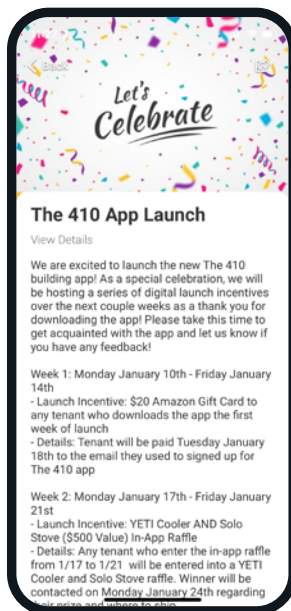 Back
Let's
Celebrate
The 410 App Launch
View Details
We are excited to launch the new The 410
building app! As a special celebration, we will
be hosting a series of digital launch incentives
over the next couple weeks as a thank you for
downloading the app! Please take this time to
get acquainted with the app and let us know if
you have any feedback!
Week 1: Monday January 10th - Friday January
14th
- Launch Incentive: $20 Amazon Gift Card to
any tenant who downloads the app the first
week of launch
- Details: Tenant will be paid Tuesday January
18th to the email they used to signed up for
The 410 app
Week 2: Monday January 17th - Friday January
21st
- Launch Incentive: YETI Cooler AND Solo
Stove ($500 Value) In-App Raffle
- Details: Any tenant who enter the in-app raffle
from 1/17 to 1/21 will be entered into a YETI
Cooler and Solo Stove raffle. Winner will be
contacted on Monday January 24th regarding
their prize and where to ship